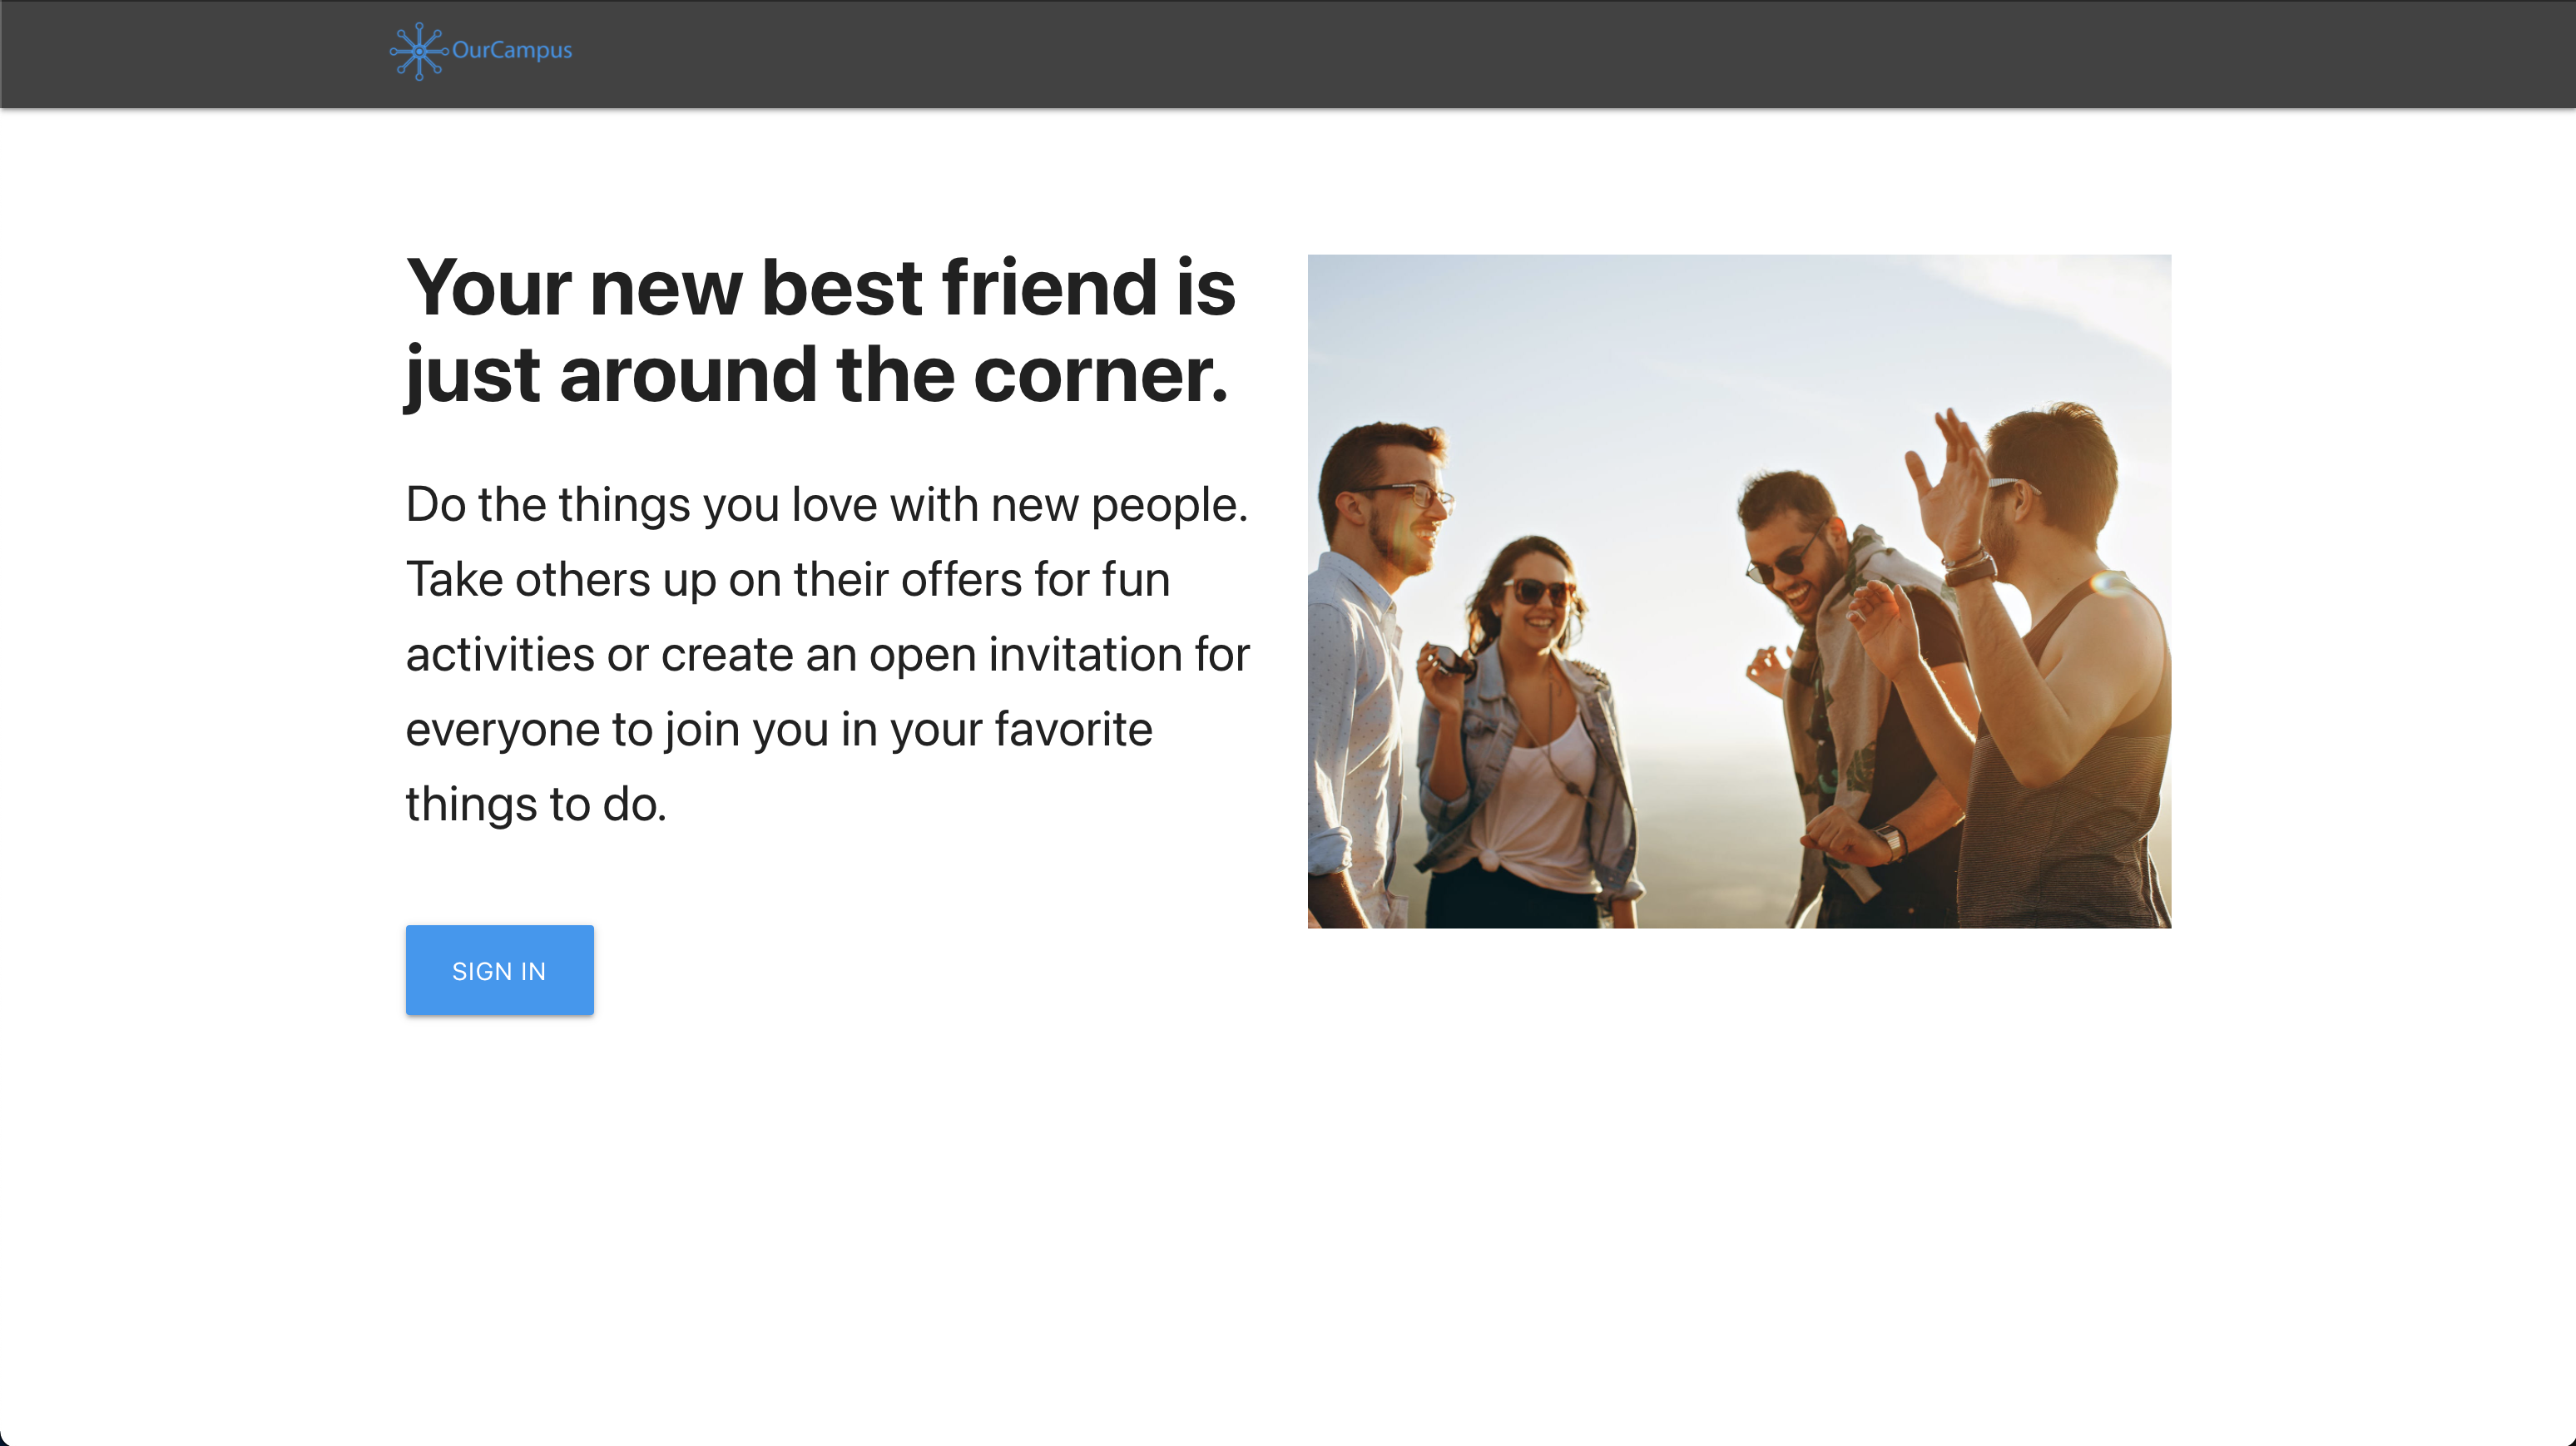 OurCampus
Your new best friend is
just around the corner.
Do the things you love with new people.
Take others up on their offers for fun
activities or create an open invitation for
everyone to join you in your favorite
things to do.
SIGN IN